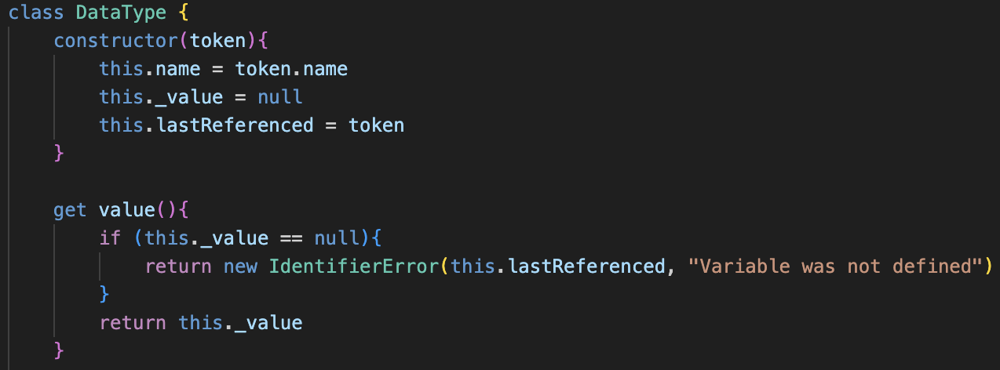 class DataType {
    constructor(token){
        this.name = token.name
        this._value = null
        this.lastReferenced = token
    }

    get value(){
        if (this._value == null){
            return new IdentifierError(this.lastReferenced, "Variable was not defined")
        }
        return this._value
    }